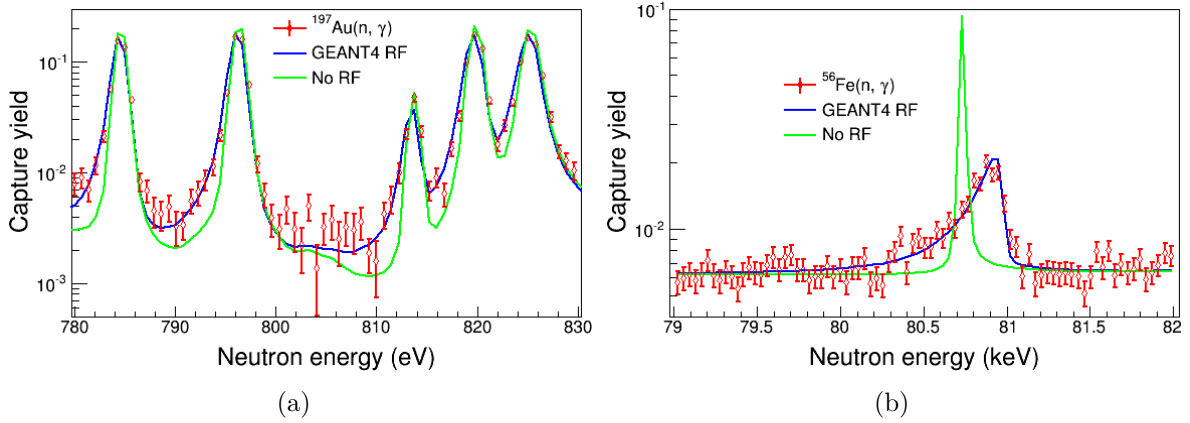 ¹⁹⁷Au(n, γ)
GEANT4 RF
No RF
Capture yield
10⁻¹
10⁻²
10⁻³
780 790 800 810 820 830
Neutron energy (eV)
(a)
⁵⁶Fe(n, γ)
GEANT4 RF
No RF
Capture yield
10⁻¹
10⁻²
79 79.5 80 80.5 81 81.5 82
Neutron energy (keV)
(b)